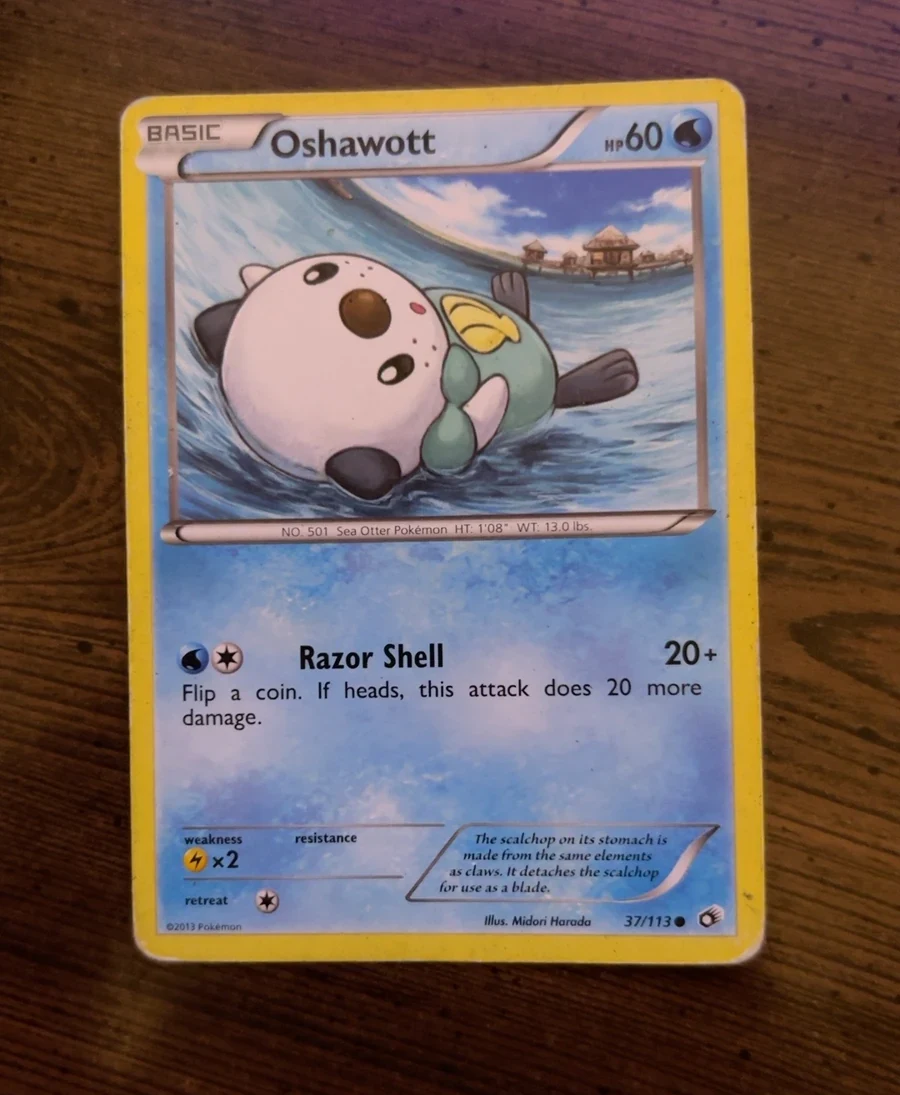 BASIC Oshawott HP60
NO. 501 Sea Otter Pokémon HT: 1'08" WT: 13.0 lbs.
Razor Shell 20+
Flip a coin. If heads, this attack does 20 more
damage.
weakness resistance
×2
retreat
The scalchop on its stomach is
made from the same elements
as claws. It detaches the scalchop
for use as a blade.
©2013 Pokémon Illus. Midori Harada 37/113